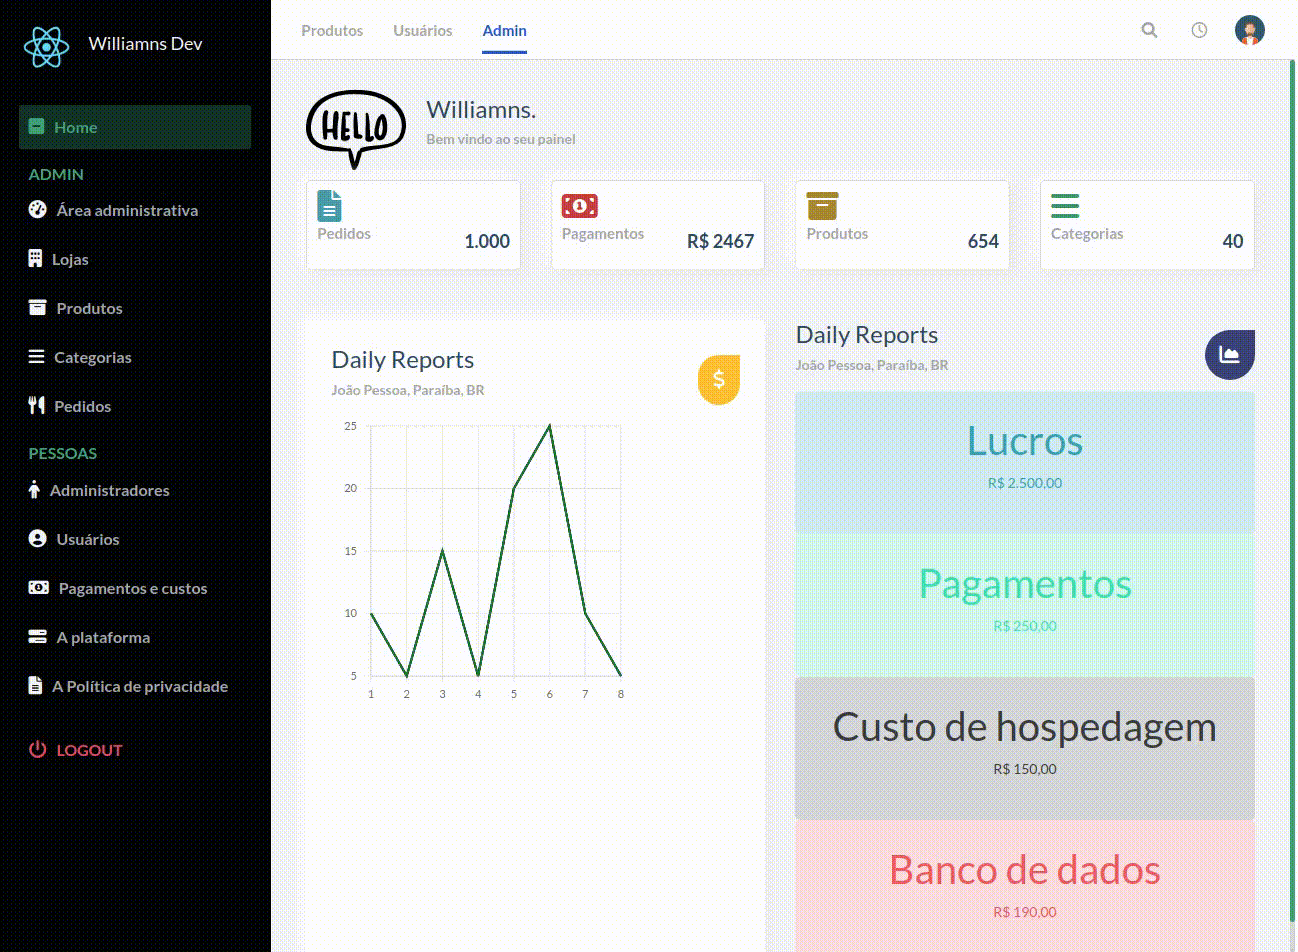 Williamns Dev
Home
ADMIN
Área administrativa
Lojas
Produtos
Categorias
Pedidos
PESSOAS
Administradores
Usuários
Pagamentos e custos
A plataforma
A Política de privacidade
LOGOUT
Produtos Usuários Admin
HELLO
Williamns.
Bem vindo ao seu painel
Pedidos
1.000
Pagamentos
R$ 2467
Produtos
654
Categorias
40
Daily Reports
João Pessoa, Paraíba, BR
$
25
20
15
10
5
1 2 3 4 5 6 7 8
Daily Reports
João Pessoa, Paraíba, BR
Lucros
R$ 2.500,00
Pagamentos
R$ 250,00
Custo de hospedagem
R$ 150,00
Banco de dados
R$ 190,00